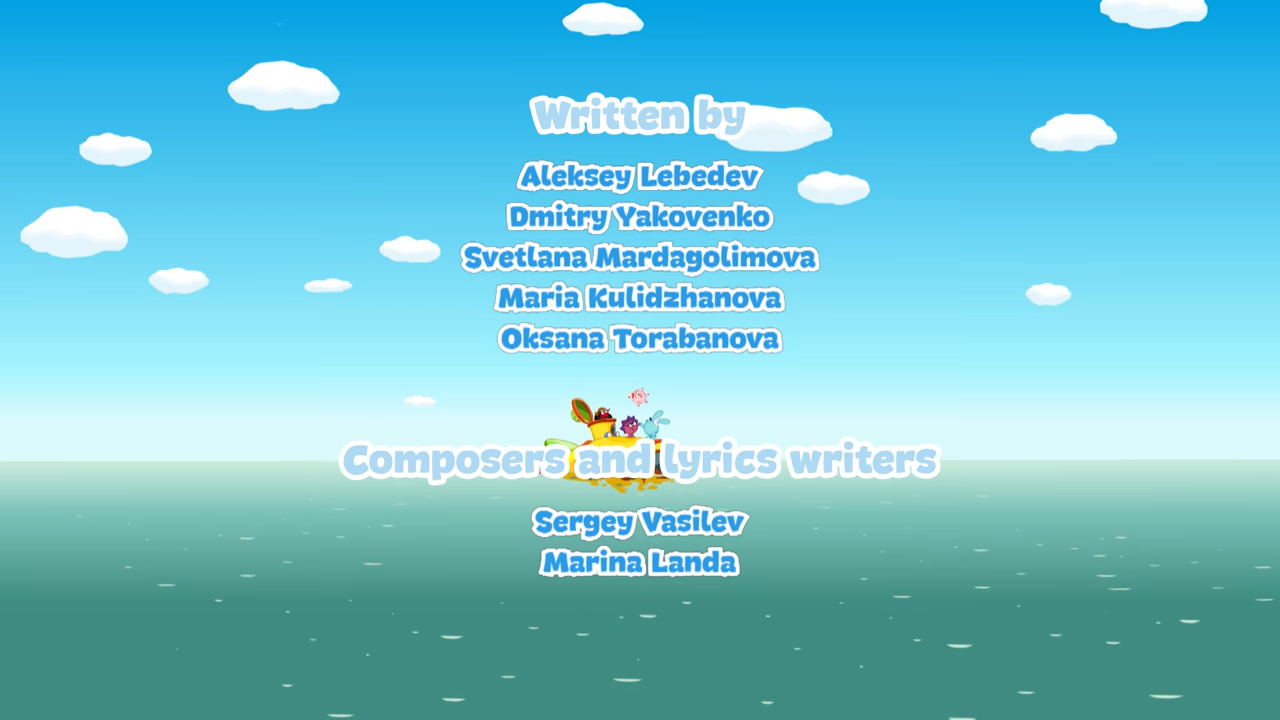 Written by
Aleksey Lebedev
Dmitry Yakovenko
Svetlana Mardagolimova
Maria Kulidzhanova
Oksana Torabanova
Composers and lyrics writers
Sergey Vasilev
Marina Landa